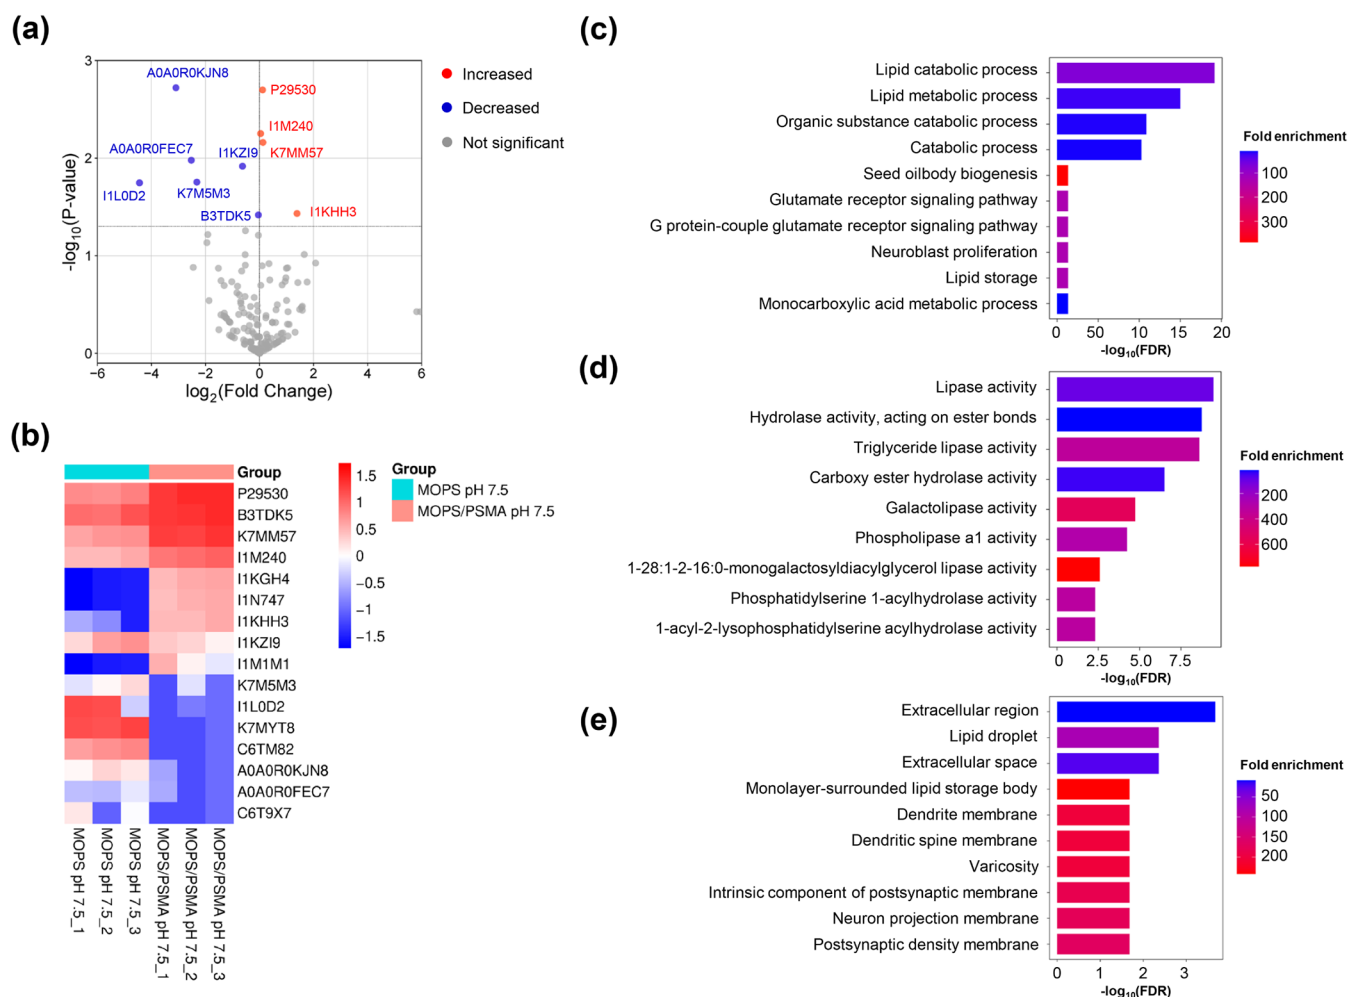 (a)
3
2
1
0
-log10(P-value)
A0A0R0KJN8
P29530
I1M240
K7MM57
A0A0R0FEC7
I1KZI9
I1L0D2
K7M5M3
B3TDK5
I1KHH3
−6
−4
−2
0
2
4
6
log2(Fold Change)
Increased
Decreased
Not significant
(b)
Group
P29530
B3TDK5
K7MM57
I1M240
I1KGH4
I1N747
I1KHH3
I1KZI9
I1M1M1
K7M5M3
I1L0D2
K7MYT8
C6TM82
A0A0R0KJN8
A0A0R0FEC7
C6T9X7
MOPS pH 7.5_1
MOPS pH 7.5_2
MOPS pH 7.5_3
MOPS/PSMA pH 7.5_1
MOPS/PSMA pH 7.5_2
MOPS/PSMA pH 7.5_3
1.5
1
0.5
0
−0.5
−1
−1.5
Group
MOPS pH 7.5
MOPS/PSMA pH 7.5
(c)
Lipid catabolic process
Lipid metabolic process
Organic substance catabolic process
Catabolic process
Seed oilbody biogenesis
Glutamate receptor signaling pathway
G protein-couple glutamate receptor signaling pathway
Neuroblast proliferation
Lipid storage
Monocarboxylic acid metabolic process
0
50
10
15
20
-log10(FDR)
Fold enrichment
100
200
300
(d)
Lipase activity
Hydrolase activity, acting on ester bonds
Triglyceride lipase activity
Carboxy ester hydrolase activity
Galactolipase activity
Phospholipase a1 activity
1-28:1-2-16:0-monogalactosyldiacylglycerol lipase activity
Phosphatidylserine 1-acylhydrolase activity
1-acyl-2-lysophosphatidylserine acylhydrolase activity
0
2.5
5.0
7.5
-log10(FDR)
Fold enrichment
200
400
600
(e)
Extracellular region
Lipid droplet
Extracellular space
Monolayer-surrounded lipid storage body
Dendrite membrane
Dendritic spine membrane
Varicosity
Intrinsic component of postsynaptic membrane
Neuron projection membrane
Postsynaptic density membrane
0
1
2
3
-log10(FDR)
Fold enrichment
50
100
150
200